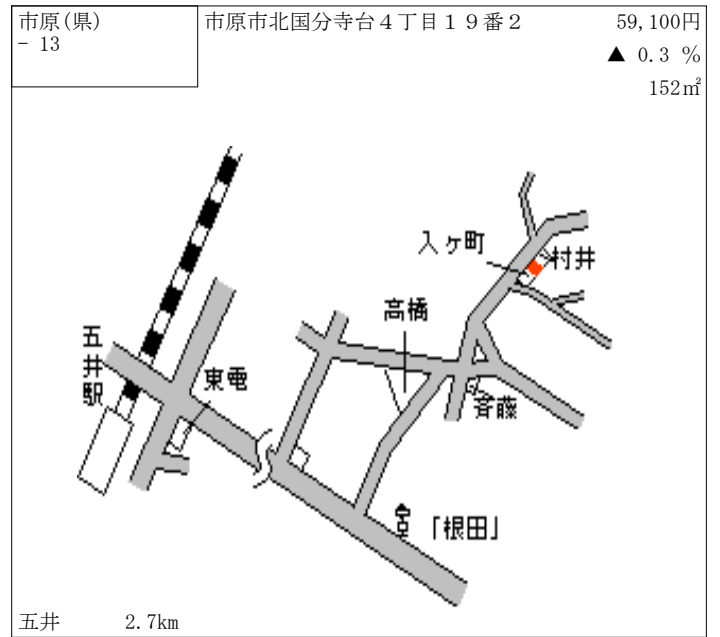 市原(県)
- 13
市原市北国分寺台４丁目１９番２
59,100円
▲ 0.3 %
152㎡
入ヶ町
村井
高橋
五井駅
東電
斉藤
「根田」
五井 2.7km